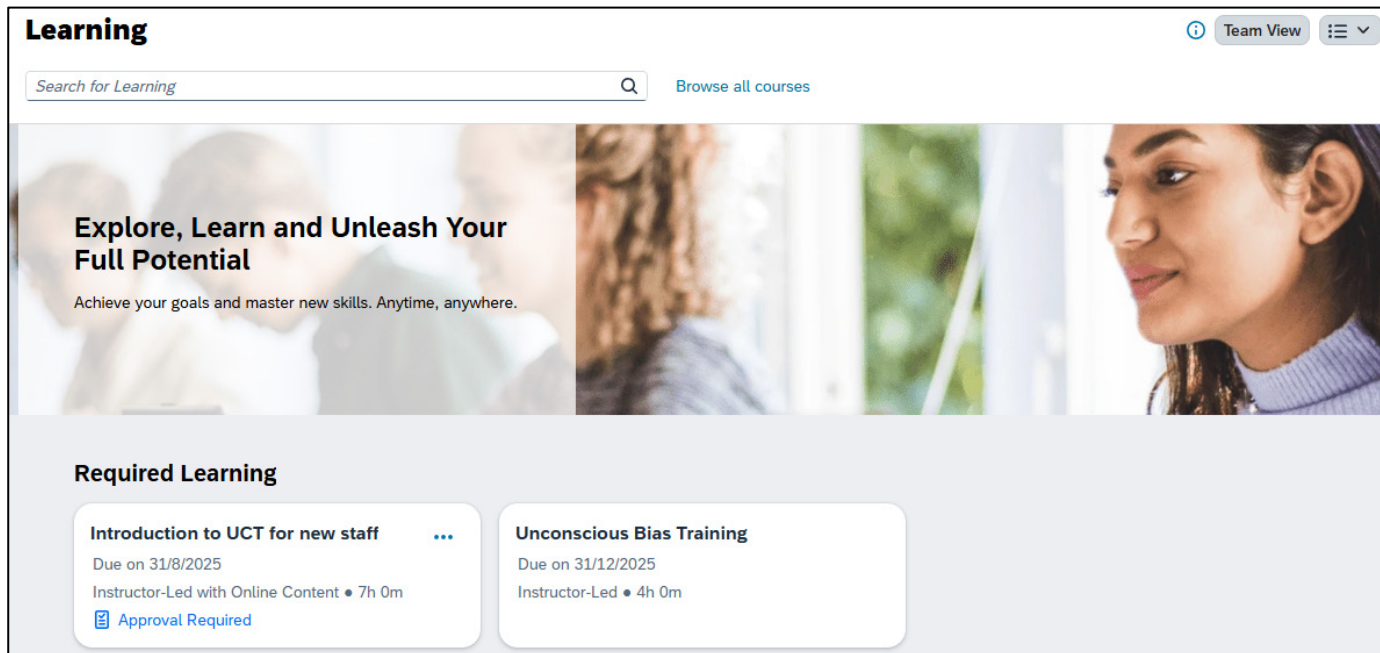 Learning
Team View
Search for Learning
Browse all courses
Explore, Learn and Unleash Your
Full Potential
Achieve your goals and master new skills. Anytime, anywhere.
Required Learning
Introduction to UCT for new staff
Due on 31/8/2025
Instructor-Led with Online Content • 7h 0m
Approval Required
Unconscious Bias Training
Due on 31/12/2025
Instructor-Led • 4h 0m